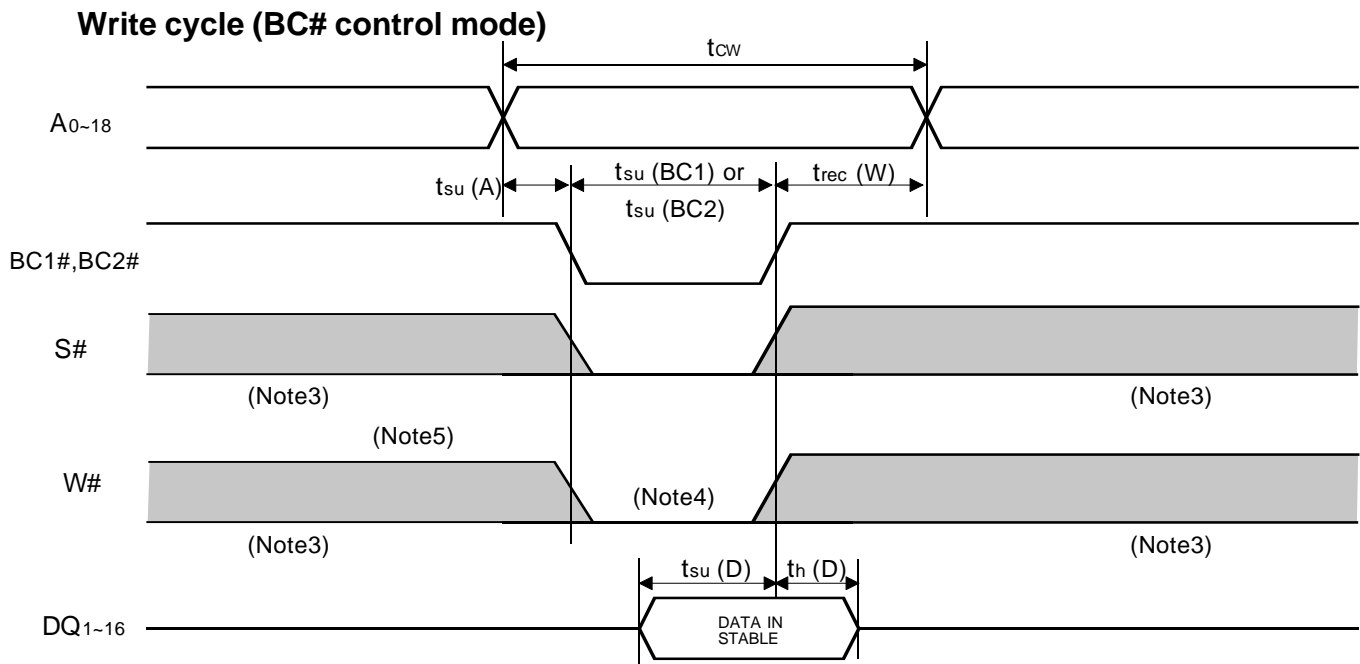 Write cycle (BC# control mode)
tCW
A0~18
tsu (A)
tsu (BC1) or
tsu (BC2)
trec (W)
BC1#,BC2#
S#
(Note3)
(Note3)
(Note5)
W#
(Note4)
(Note3)
(Note3)
tsu (D)
th (D)
DQ1~16
DATA IN
STABLE